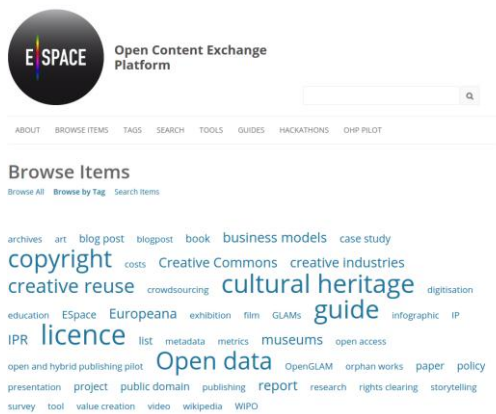 E SPACE
Open Content Exchange
Platform
ABOUT BROWSE ITEMS TAGS SEARCH TOOLS GUIDES HACKATHONS OHP PILOT
Browse Items
Browse All Browse by Tag Search Items
archives art blog post blogpost book business models case study
copyright costs Creative Commons creative industries
creative reuse crowdsourcing cultural heritage digitisation
education ESpace Europeana exhibition film GLAMs guide infographic IP
IPR licence list metadata metrics museums open access
open and hybrid publishing pilot Open data OpenGLAM orphan works paper policy
presentation project public domain publishing report research rights clearing storytelling
survey tool value creation video wikipedia WIPO